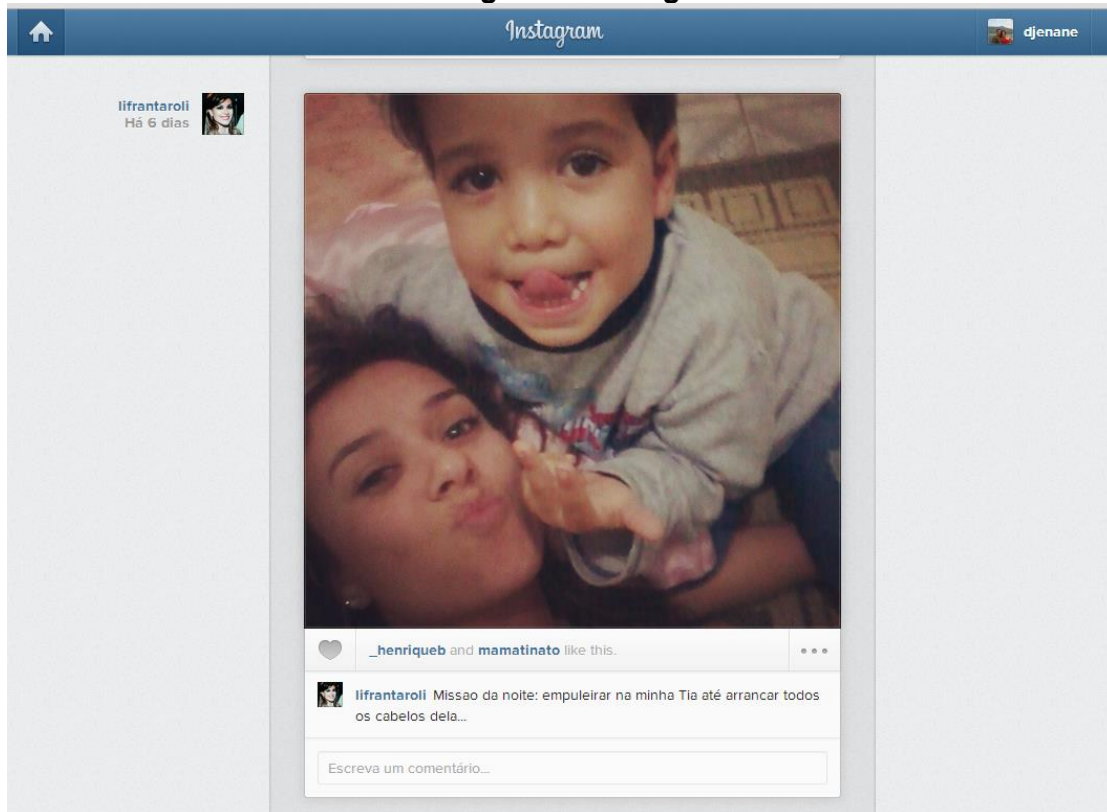 Instagram
djenane
lifrantaroli
Há 6 dias
_henriqueb and mamatinato like this.
lifrantaroli Missao da noite: empuleirar na minha Tia até arrancar todos
os cabelos dela...
Escreva um comentário...